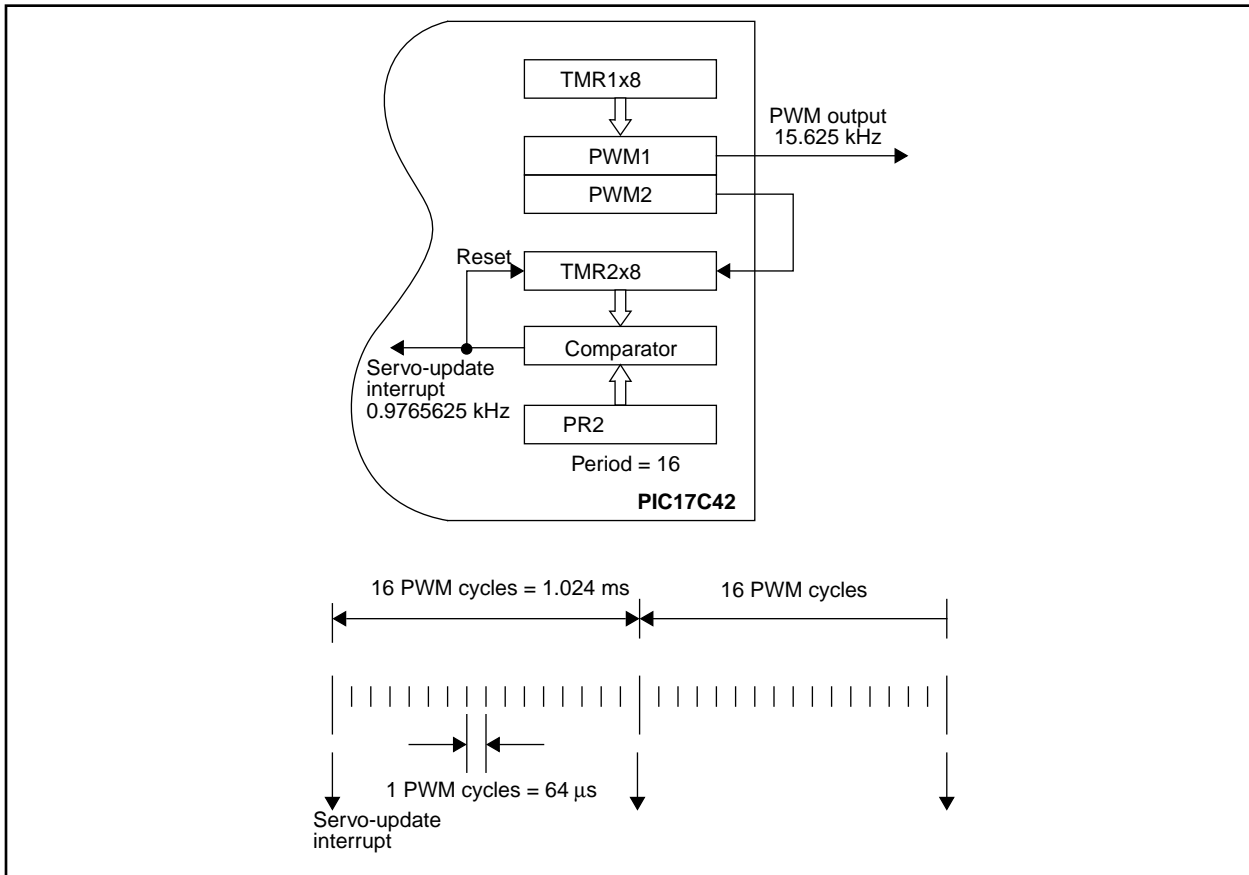 TMR1x8
PWM output
15.625 kHz
PWM1
PWM2
Reset
TMR2x8
Comparator
Servo-update
interrupt
0.9765625 kHz
PR2
Period = 16
PIC17C42
16 PWM cycles = 1.024 ms
16 PWM cycles
1 PWM cycles = 64 µs
Servo-update
interrupt